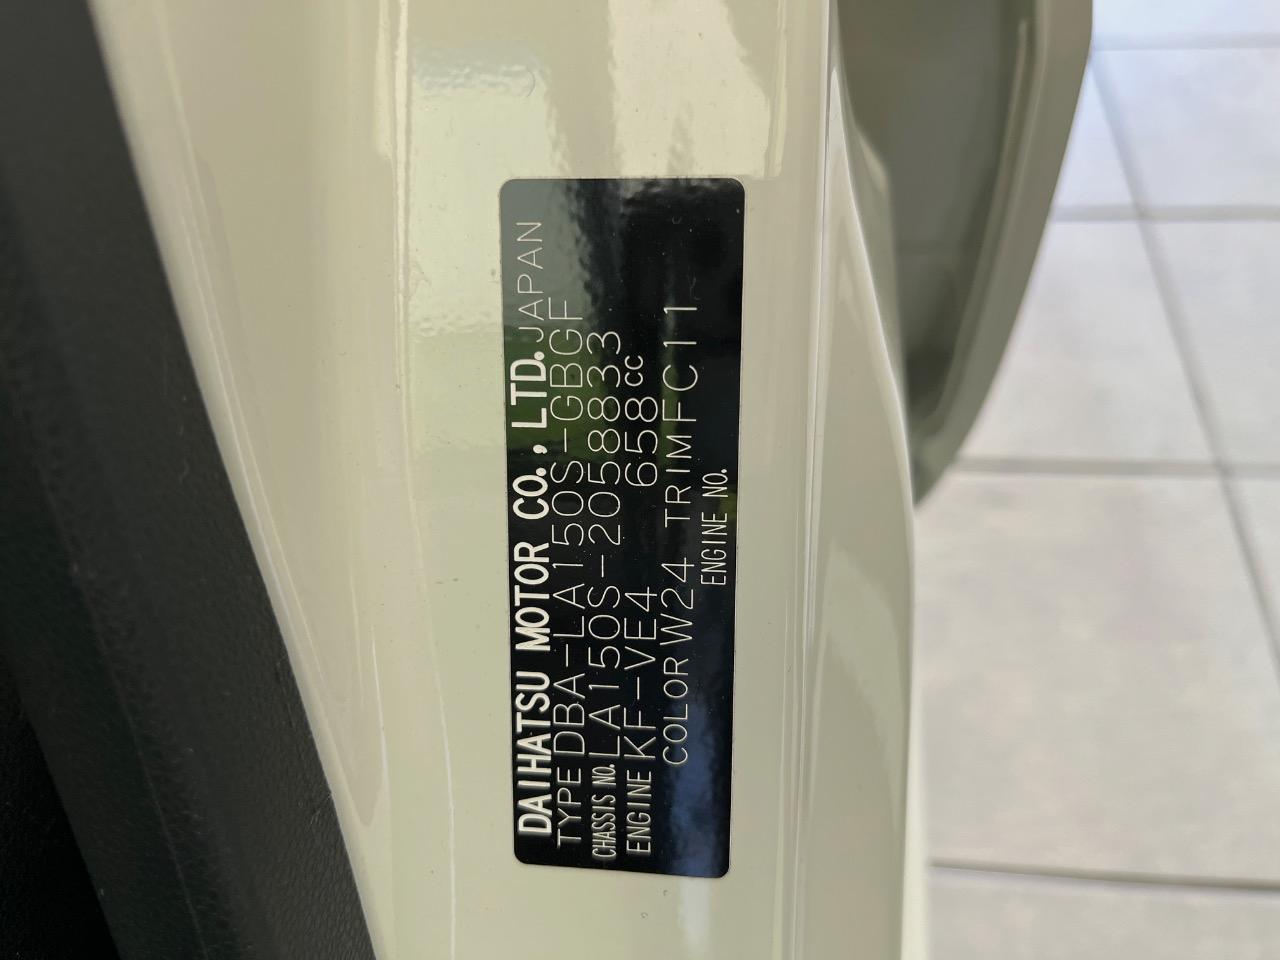 DAIHATSU MOTOR CO., LTD. JAPAN
TYPE DBA-LA150S-GBGF
CHASSIS NO. LA150S-2058833
ENGINE KF-VE4 658cc
COLOR W24 TRIM FC11
ENGINE NO.